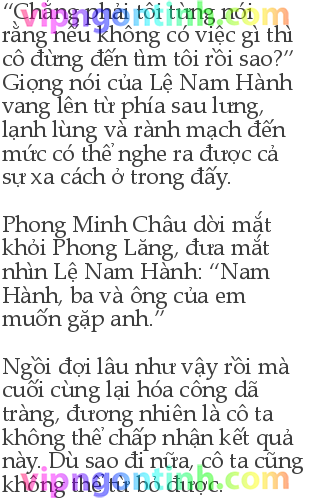 vipngontinh.com
“Chẳng phải tôi từng nói
rằng nếu không có việc gì thì
cô đừng đến tìm tôi rồi sao?”
Giọng nói của Lệ Nam Hành
vang lên từ phía sau lưng,
lạnh lùng và rành mạch đến
mức có thể nghe ra được cả
sự xa cách ở trong đấy.
Phong Minh Châu dời mắt
khỏi Phong Lăng, đưa mắt
nhìn Lệ Nam Hành: “Nam
Hành, ba và ông của em
muốn gặp anh.”
Ngồi đợi lâu như vậy rồi mà
cuối cùng lại hóa công dã
tràng, đương nhiên là cô ta
không thể chấp nhận kết quả
này. Dù sao đi nữa, cô ta cũng
không thể từ bỏ được.
vipngontinh.com